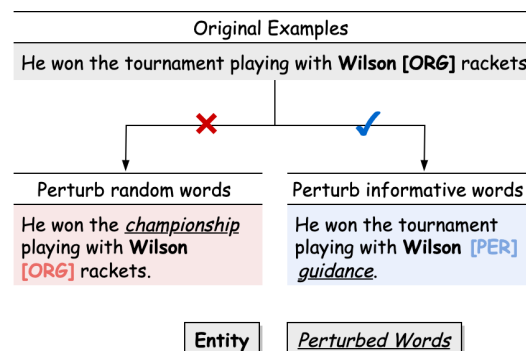 Original Examples
He won the tournament playing with Wilson [ORG] rackets
Perturb random words
He won the championship
playing with Wilson
[ORG] rackets.
Perturb informative words
He won the tournament
playing with Wilson [PER]
guidance.
Entity
Perturbed Words